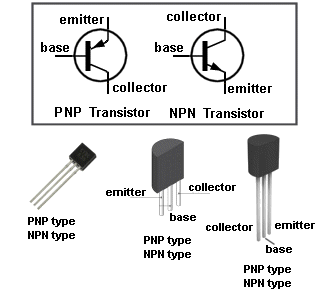 emitter
base
collector
PNP Transistor
collector
base
emitter
NPN Transistor
PNP type
NPN type
emitter
collector
base
PNP type
NPN type
collector
emitter
base
PNP type
NPN type